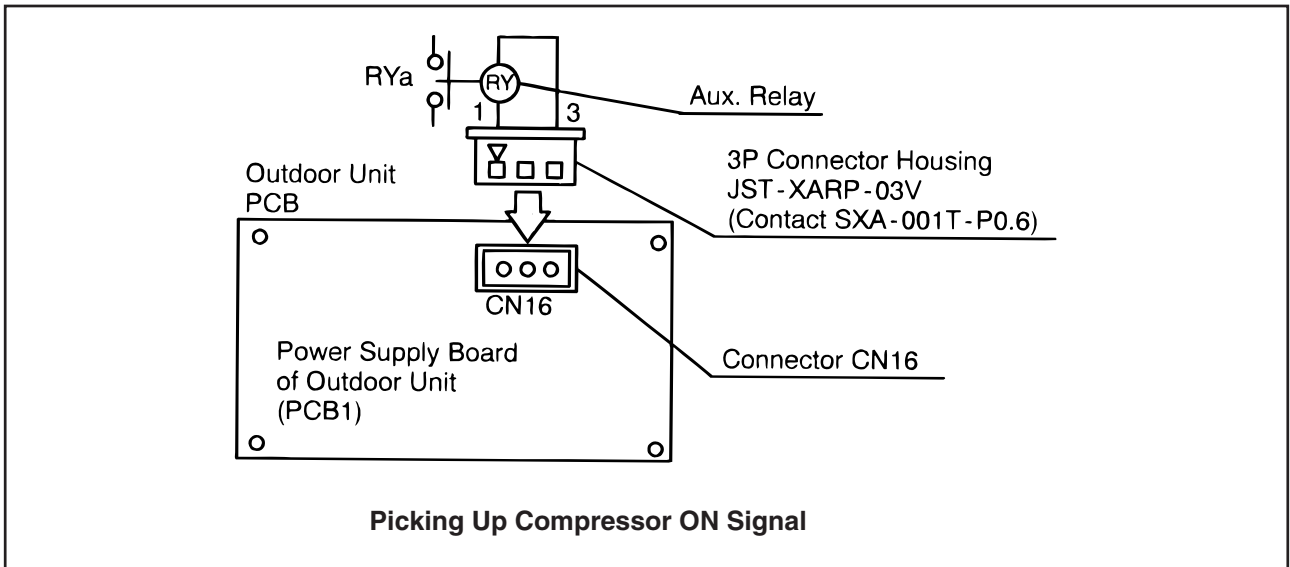 RYa
RY
1
3
Aux. Relay
Outdoor Unit
PCB
3P Connector Housing
JST-XARP-03V
(Contact SXA-001T-P0.6)
CN16
Power Supply Board
of Outdoor Unit
(PCB1)
Connector CN16
Picking Up Compressor ON Signal